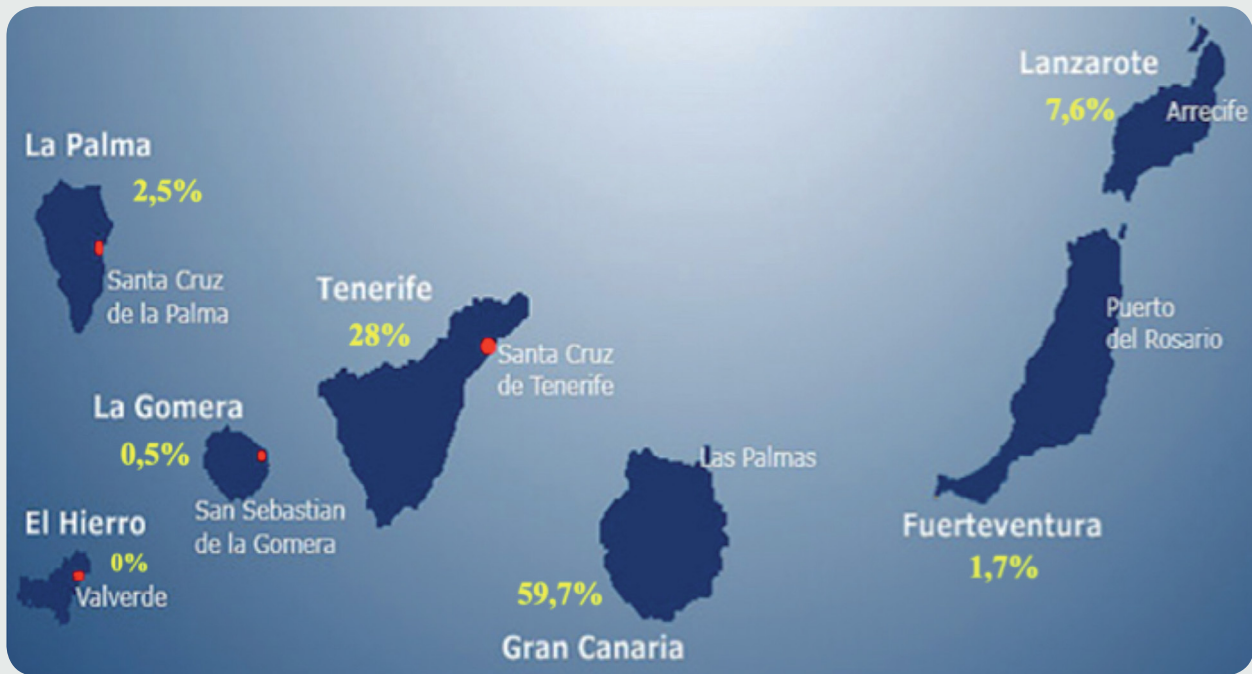 Lanzarote
7,6%
Arrecife
La Palma
2,5%
Santa Cruz
de la Palma
Tenerife
28%
Santa Cruz
de Tenerife
Puerto
del Rosario
La Gomera
0,5%
San Sebastian
de la Gomera
Las Palmas
El Hierro
0%
Valverde
Fuerteventura
1,7%
59,7%
Gran Canaria